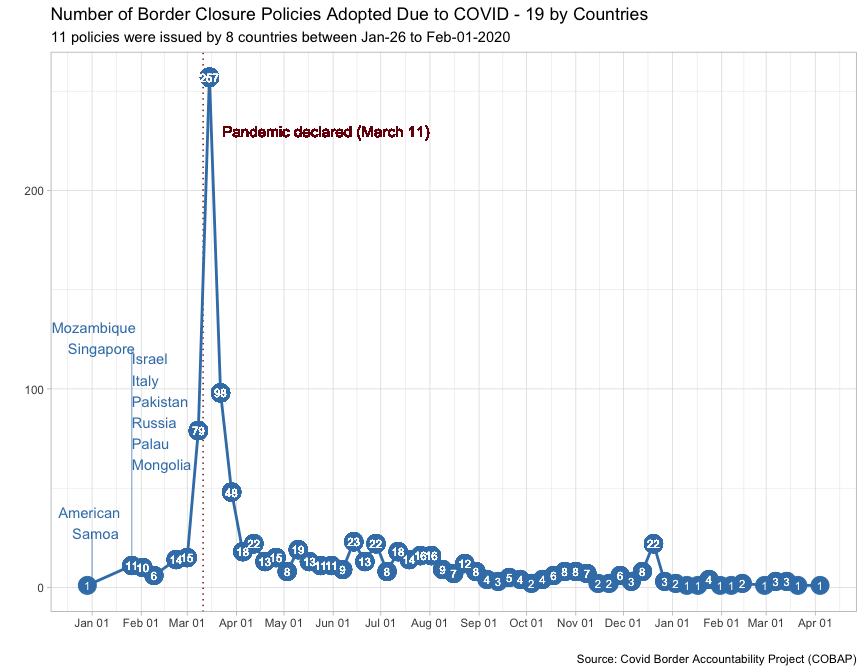 Number of Border Closure Policies Adopted Due to COVID - 19 by Countries
11 policies were issued by 8 countries between Jan-26 to Feb-01-2020
257
Pandemic declared (March 11)
200
Mozambique
Singapore
Israel
Italy
Pakistan
Russia
Palau
Mongolia
100
98
79
48
American
Samoa
0
1 11 10 6 14 15 18 22 13 15 8 19 13 11 11 9 23 13 22 8 18 14 16 16 9 7 12 8 4 3 5 4 2 4 6 8 8 7 2 2 6 3 8 22 3 2 1 1 4 1 1 2 1 3 3 1 1
Jan 01 Feb 01 Mar 01 Apr 01 May 01 Jun 01 Jul 01 Aug 01 Sep 01 Oct 01 Nov 01 Dec 01 Jan 01 Feb 01 Mar 01 Apr 01
Source: Covid Border Accountability Project (COBAP)